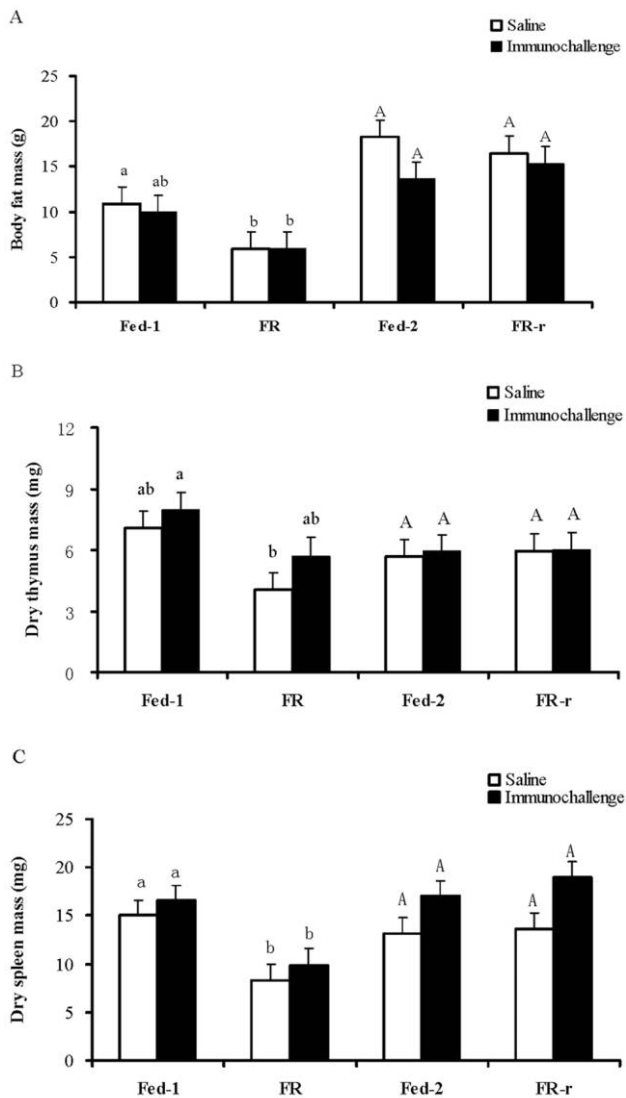 A
Saline
Immunochallenge
Body fat mass (g)
25
20
15
10
5
0
a
ab
b
b
A
A
A
A
Fed-1
FR
Fed-2
FR-r
B
Saline
Immunochallenge
Dry thymus mass (mg)
12
9
6
3
0
ab
a
b
ab
A
A
A
A
Fed-1
FR
Fed-2
FR-r
C
Saline
Immunochallenge
Dry spleen mass (mg)
25
20
15
10
5
0
a
a
b
b
A
A
A
A
Fed-1
FR
Fed-2
FR-r